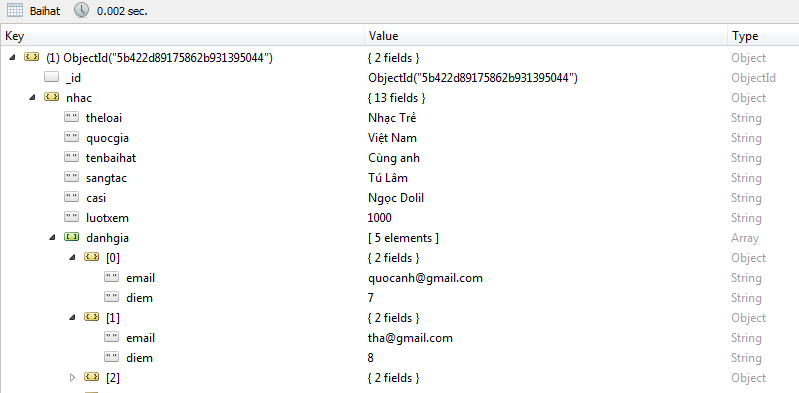 Baihat 0.002 sec.
Key Value Type
(1) ObjectId("5b422d89175862b931395044") { 2 fields } Object
_id ObjectId("5b422d89175862b931395044") ObjectId
nhac { 13 fields } Object
theloai Nhạc Trẻ String
quocgia Việt Nam String
tenbaihat Cùng anh String
sangtac Tú Lâm String
casi Ngọc Dolil String
luotxem 1000 String
danhgia [ 5 elements ] Array
[0] { 2 fields } Object
email quocanh@gmail.com String
diem 7 String
[1] { 2 fields } Object
email tha@gmail.com String
diem 8 String
[2] { 2 fields } Object